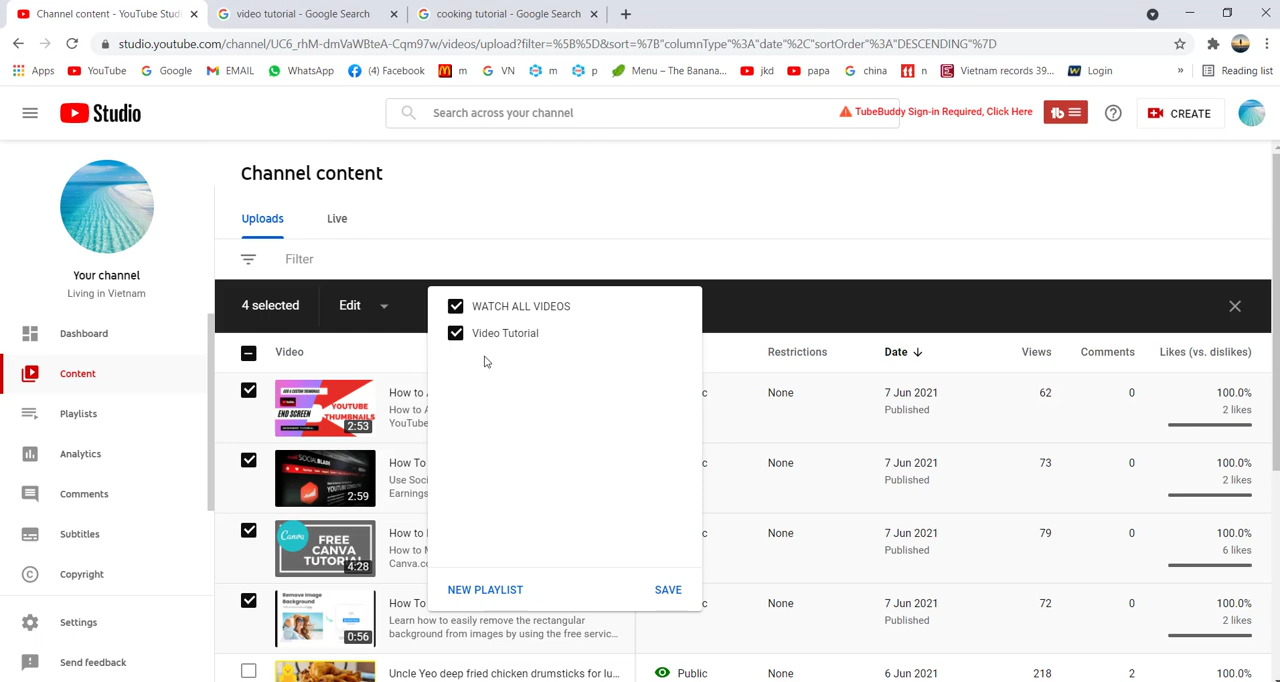 Channel content - YouTube Studi
video tutorial - Google Search
cooking tutorial - Google Search
studio.youtube.com/channel/UC6_rhM-dmVaWBteA-Cqm97w/videos/upload?filter=%5B%5D&sort=%7B"columnType"%3A"date"%2C"sortOrder"%3A"DESCENDING"%7D
Apps YouTube Google EMAIL WhatsApp (4) Facebook m VN m p Menu – The Banana... jkd papa china n Vietnam records 39... Login » Reading list
Studio
Search across your channel
TubeBuddy Sign-in Required, Click Here
tb
CREATE
Your channel
Living in Vietnam
Dashboard
Content
Playlists
Analytics
Comments
Subtitles
Copyright
Settings
Send feedback
Channel content
Uploads Live
Filter
4 selected Edit
WATCH ALL VIDEOS
Video Tutorial
NEW PLAYLIST SAVE
Video Restrictions Date Views Comments Likes (vs. dislikes)
ADD A CUSTOM THUMBNAIL
END SCREEN
YOUTUBE
THUMBNAILS
2:53
How to A
How to A
YouTube
c None 7 Jun 2021 62 0 100.0%
Published 2 likes
SOCIALBLADE
2:59
How To
Use Soci
Earnings
c None 7 Jun 2021 73 0 100.0%
Published 2 likes
Canva
FREE
CANVA
TUTORIAL
4:28
How to
How to M
Canva.c
c None 7 Jun 2021 79 0 100.0%
Published 6 likes
Remove Image
Background
0:56
How To
Learn how to easily remove the rectangular
background from images by using the free servic...
c None 7 Jun 2021 72 0 100.0%
Published 2 likes
Uncle Yeo deep fried chicken drumsticks for lu... Public None 6 Jun 2021 218 2 100.0%